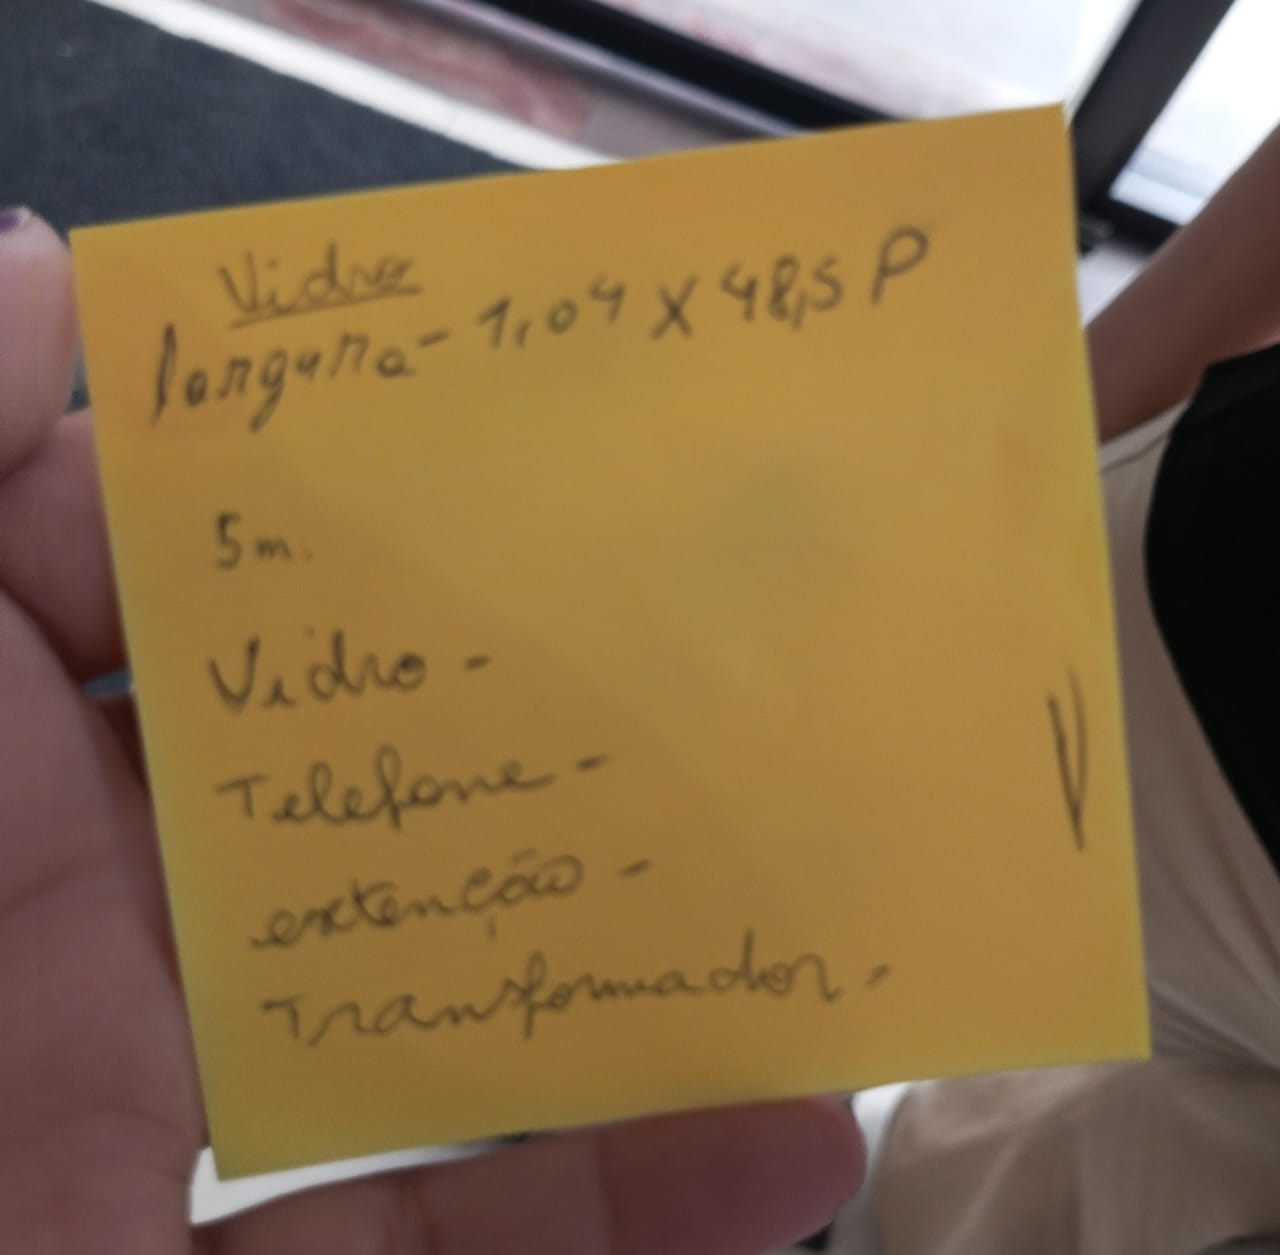 Vidro
largura - 1,04 X 48,5 P
5m.
Vidro -
Telefone -
extenção -
Transformador -